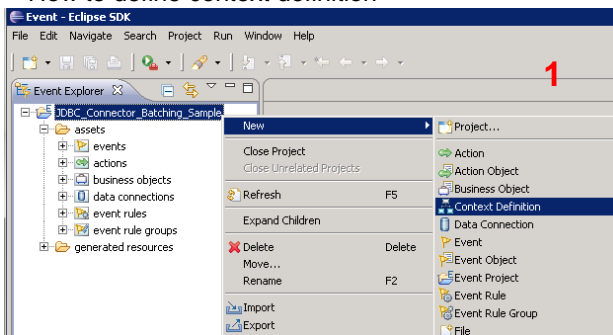 How to define context definition
Event - Eclipse SDK
File Edit Navigate Search Project Run Window Help
1
Event Explorer
JDBC_Connector_Batching_Sample
assets
events
actions
business objects
data connections
event rules
event rule groups
generated resources
New
Close Project
Close Unrelated Projects
Refresh F5
Expand Children
Delete Delete
Move...
Rename F2
Import
Export
Project...
Action
Action Object
Business Object
Context Definition
Data Connection
Event
Event Object
Event Project
Event Rule
Event Rule Group
File